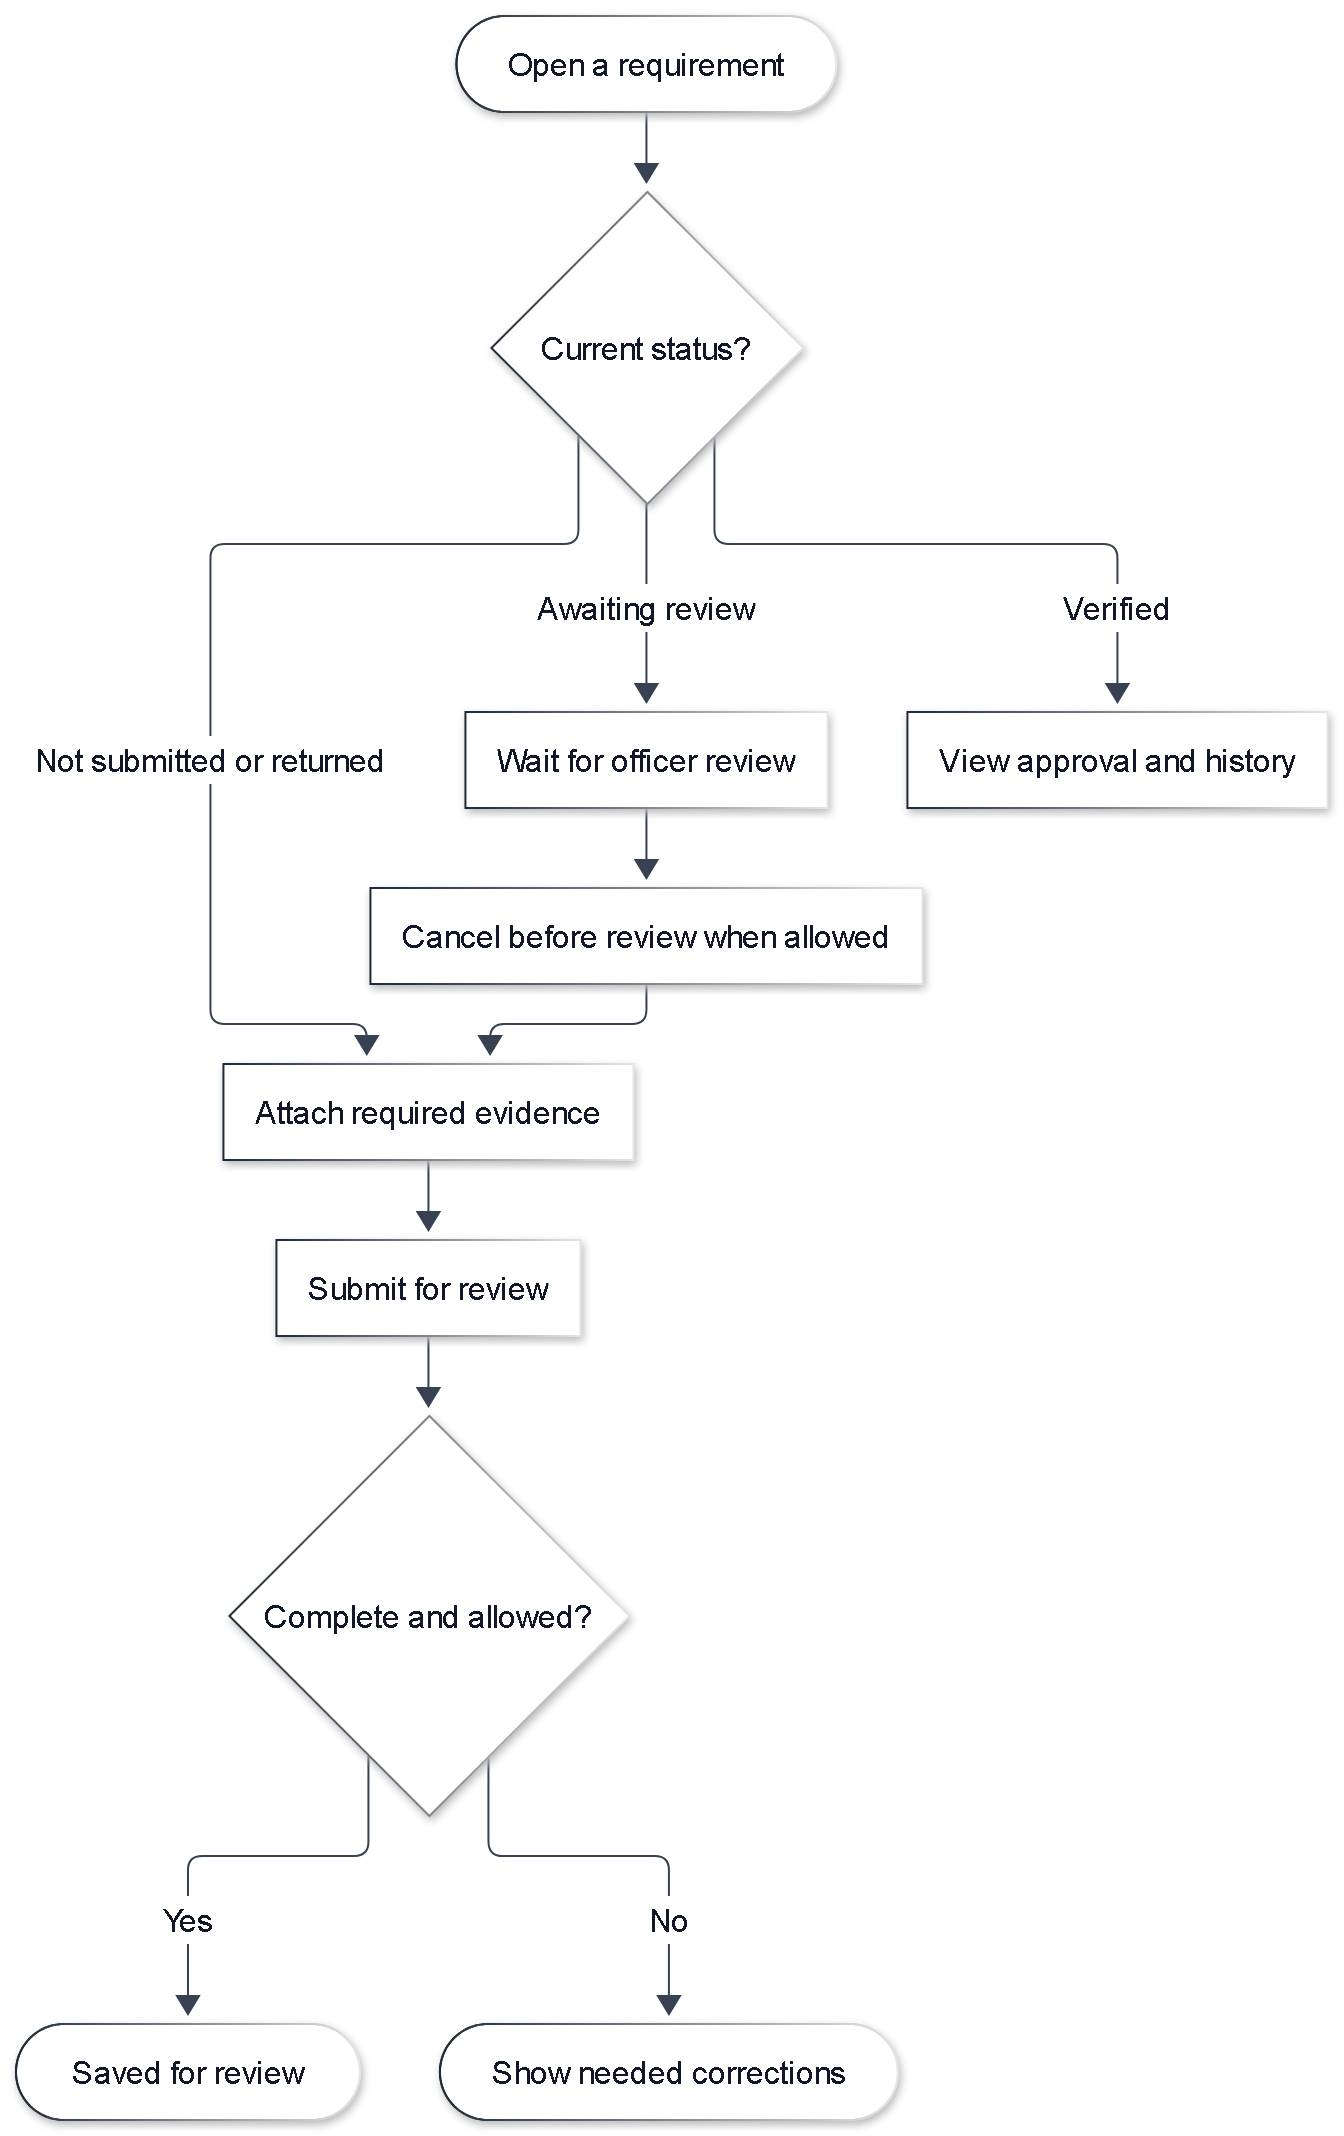 Open a requirement
Current status?
Awaiting review
Verified
Not submitted or returned
Wait for officer review
View approval and history
Cancel before review when allowed
Attach required evidence
Submit for review
Complete and allowed?
Yes
No
Saved for review
Show needed corrections